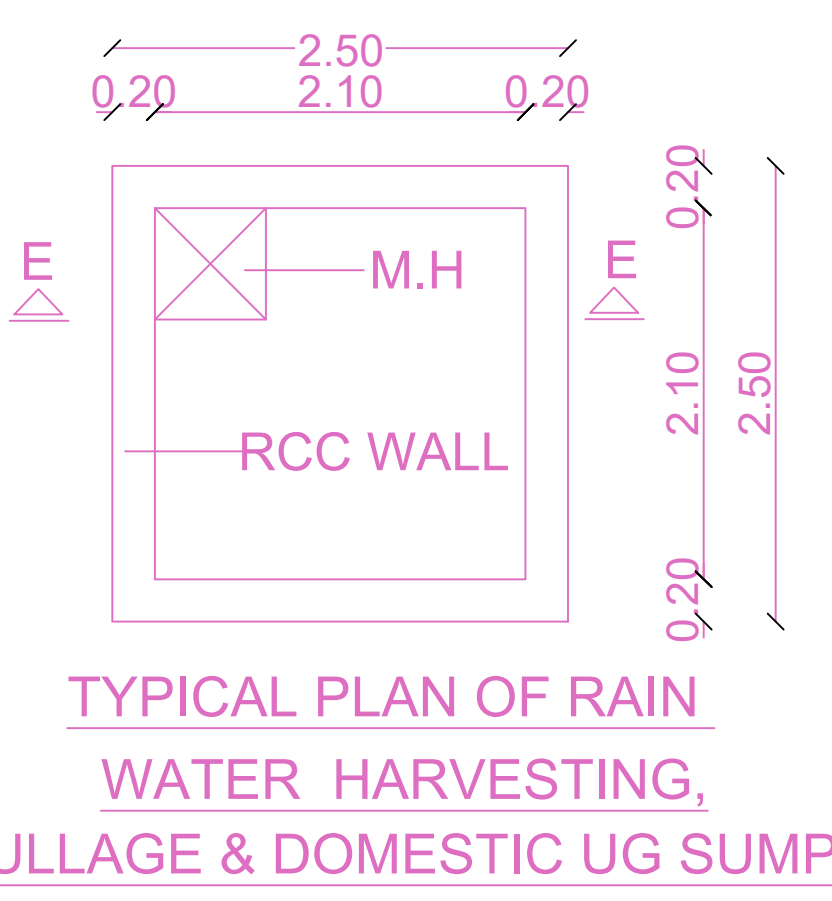 2.50
0.20 2.10 0.20
0.20
E
M.H
E
2.10
2.50
RCC WALL
0.20
TYPICAL PLAN OF RAIN
WATER HARVESTING,
ULLAGE & DOMESTIC UG SUMP